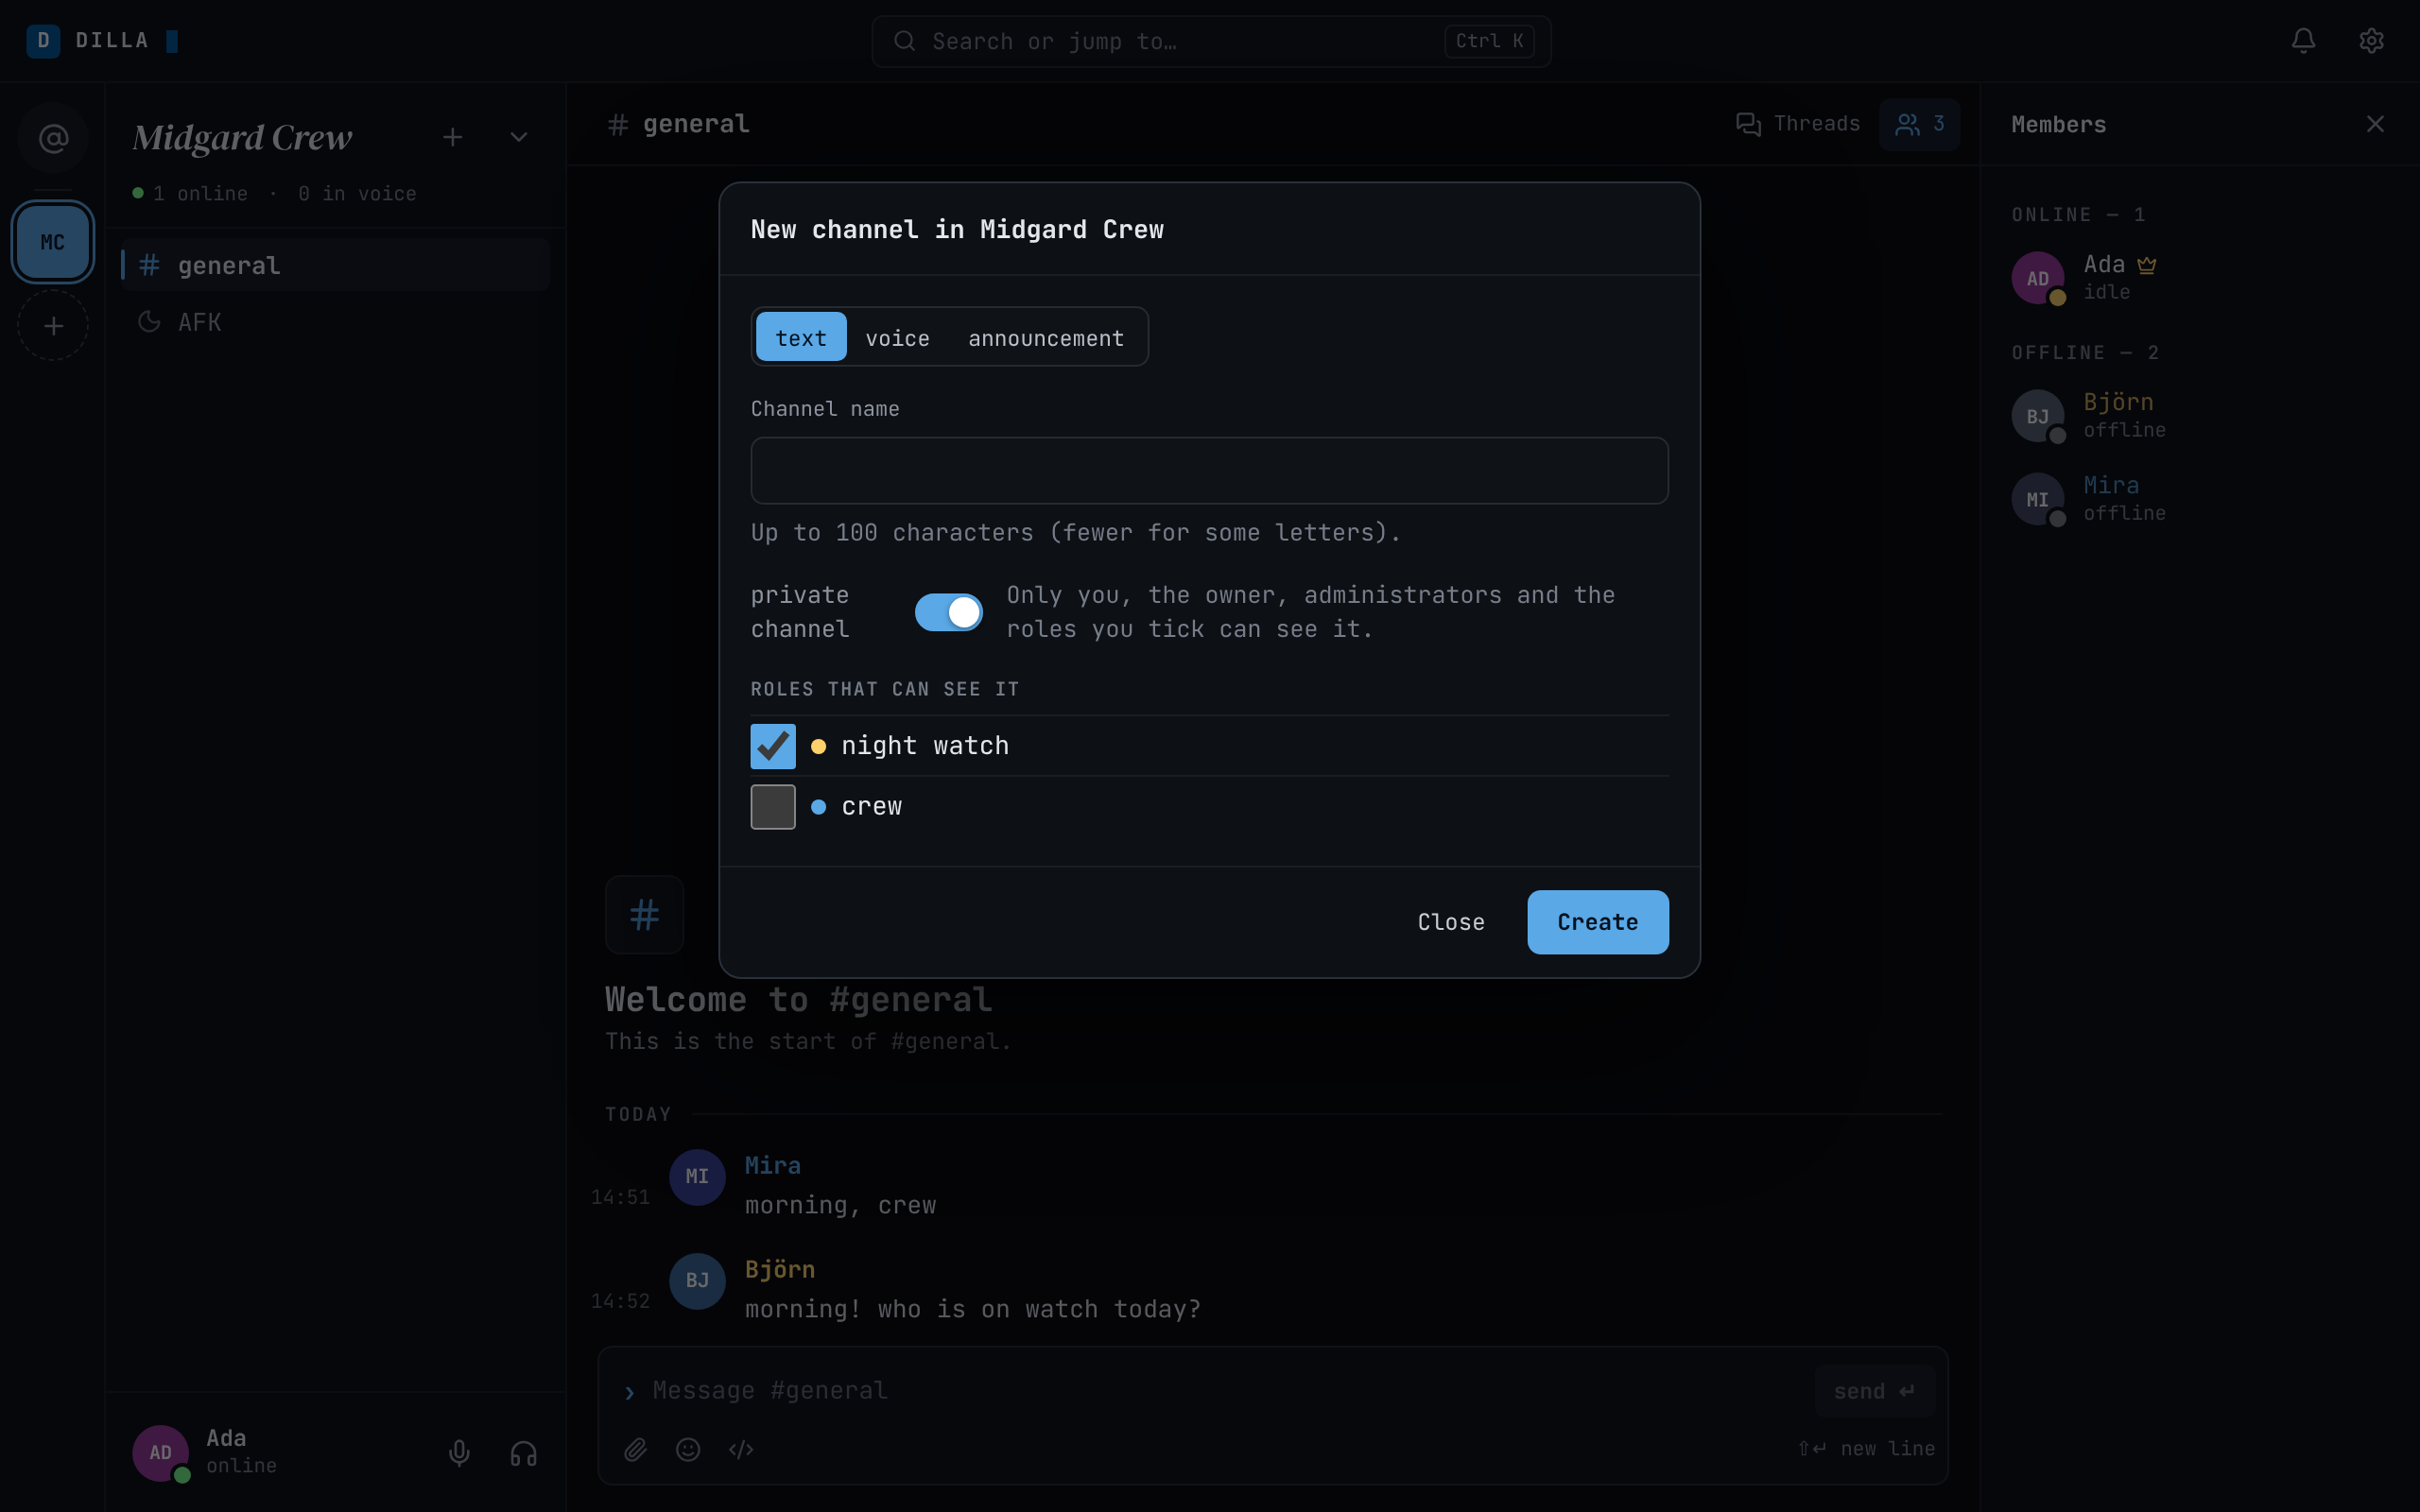 D DILLA
Search or jump to…
Ctrl K
Midgard Crew
1 online · 0 in voice
MC
general
AFK
general
Threads
3
Members
ONLINE — 1
AD
Ada
idle
OFFLINE — 2
BJ
Björn
offline
MI
Mira
offline
New channel in Midgard Crew
text voice announcement
Channel name
Up to 100 characters (fewer for some letters).
private
channel
Only you, the owner, administrators and the
roles you tick can see it.
ROLES THAT CAN SEE IT
night watch
crew
Close Create
Welcome to #general
This is the start of #general.
TODAY
MI
Mira
14:51
morning, crew
BJ
Björn
14:52
morning! who is on watch today?
› Message #general
send ↵
⇧↵ new line
AD
Ada
online